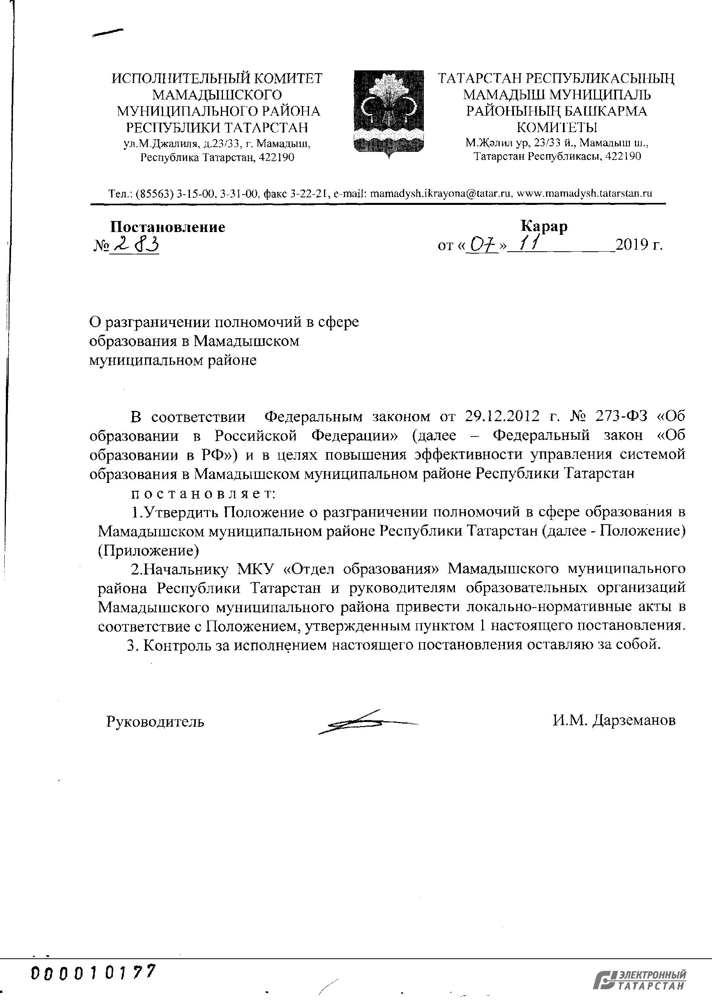 ИСПОЛНИТЕЛЬНЫЙ КОМИТЕТ
МАМАДЫШСКОГО
МУНИЦИПАЛЬНОГО РАЙОНА
РЕСПУБЛИКИ ТАТАРСТАН
ул.М.Джалиля, д.23/33, г. Мамадыш,
Республика Татарстан, 422190
ТАТАРСТАН РЕСПУБЛИКАСЫНЫҢ
МАМАДЫШ МУНИЦИПАЛЬ
РАЙОНЫНЫҢ БАШКАРМА
КОМИТЕТЫ
М.Җәлил ур, 23/33 й., Мамадыш ш.,
Татарстан Республикасы, 422190
Тел.: (85563) 3-15-00, 3-31-00, факс 3-22-21, e-mail: mamadysh.ikrayona@tatar.ru, www.mamadysh.tatarstan.ru
Постановление
Карар
№ 283
от « 07 » 11 2019 г.
О разграничении полномочий в сфере
образования в Мамадышском
муниципальном районе
В соответствии Федеральным законом от 29.12.2012 г. № 273-ФЗ «Об
образовании в Российской Федерации» (далее – Федеральный закон «Об
образовании в РФ») и в целях повышения эффективности управления системой
образования в Мамадышском муниципальном районе Республики Татарстан
п о с т а н о в л я е т:
1.Утвердить Положение о разграничении полномочий в сфере образования в
Мамадышском муниципальном районе Республики Татарстан (далее - Положение)
(Приложение)
2.Начальнику МКУ «Отдел образования» Мамадышского муниципального
района Республики Татарстан и руководителям образовательных организаций
Мамадышского муниципального района привести локально-нормативные акты в
соответствие с Положением, утвержденным пунктом 1 настоящего постановления.
3. Контроль за исполнением настоящего постановления оставляю за собой.
Руководитель
И.М. Дарземанов
000010177
ЭЛЕКТРОННЫЙ
ТАТАРСТАН